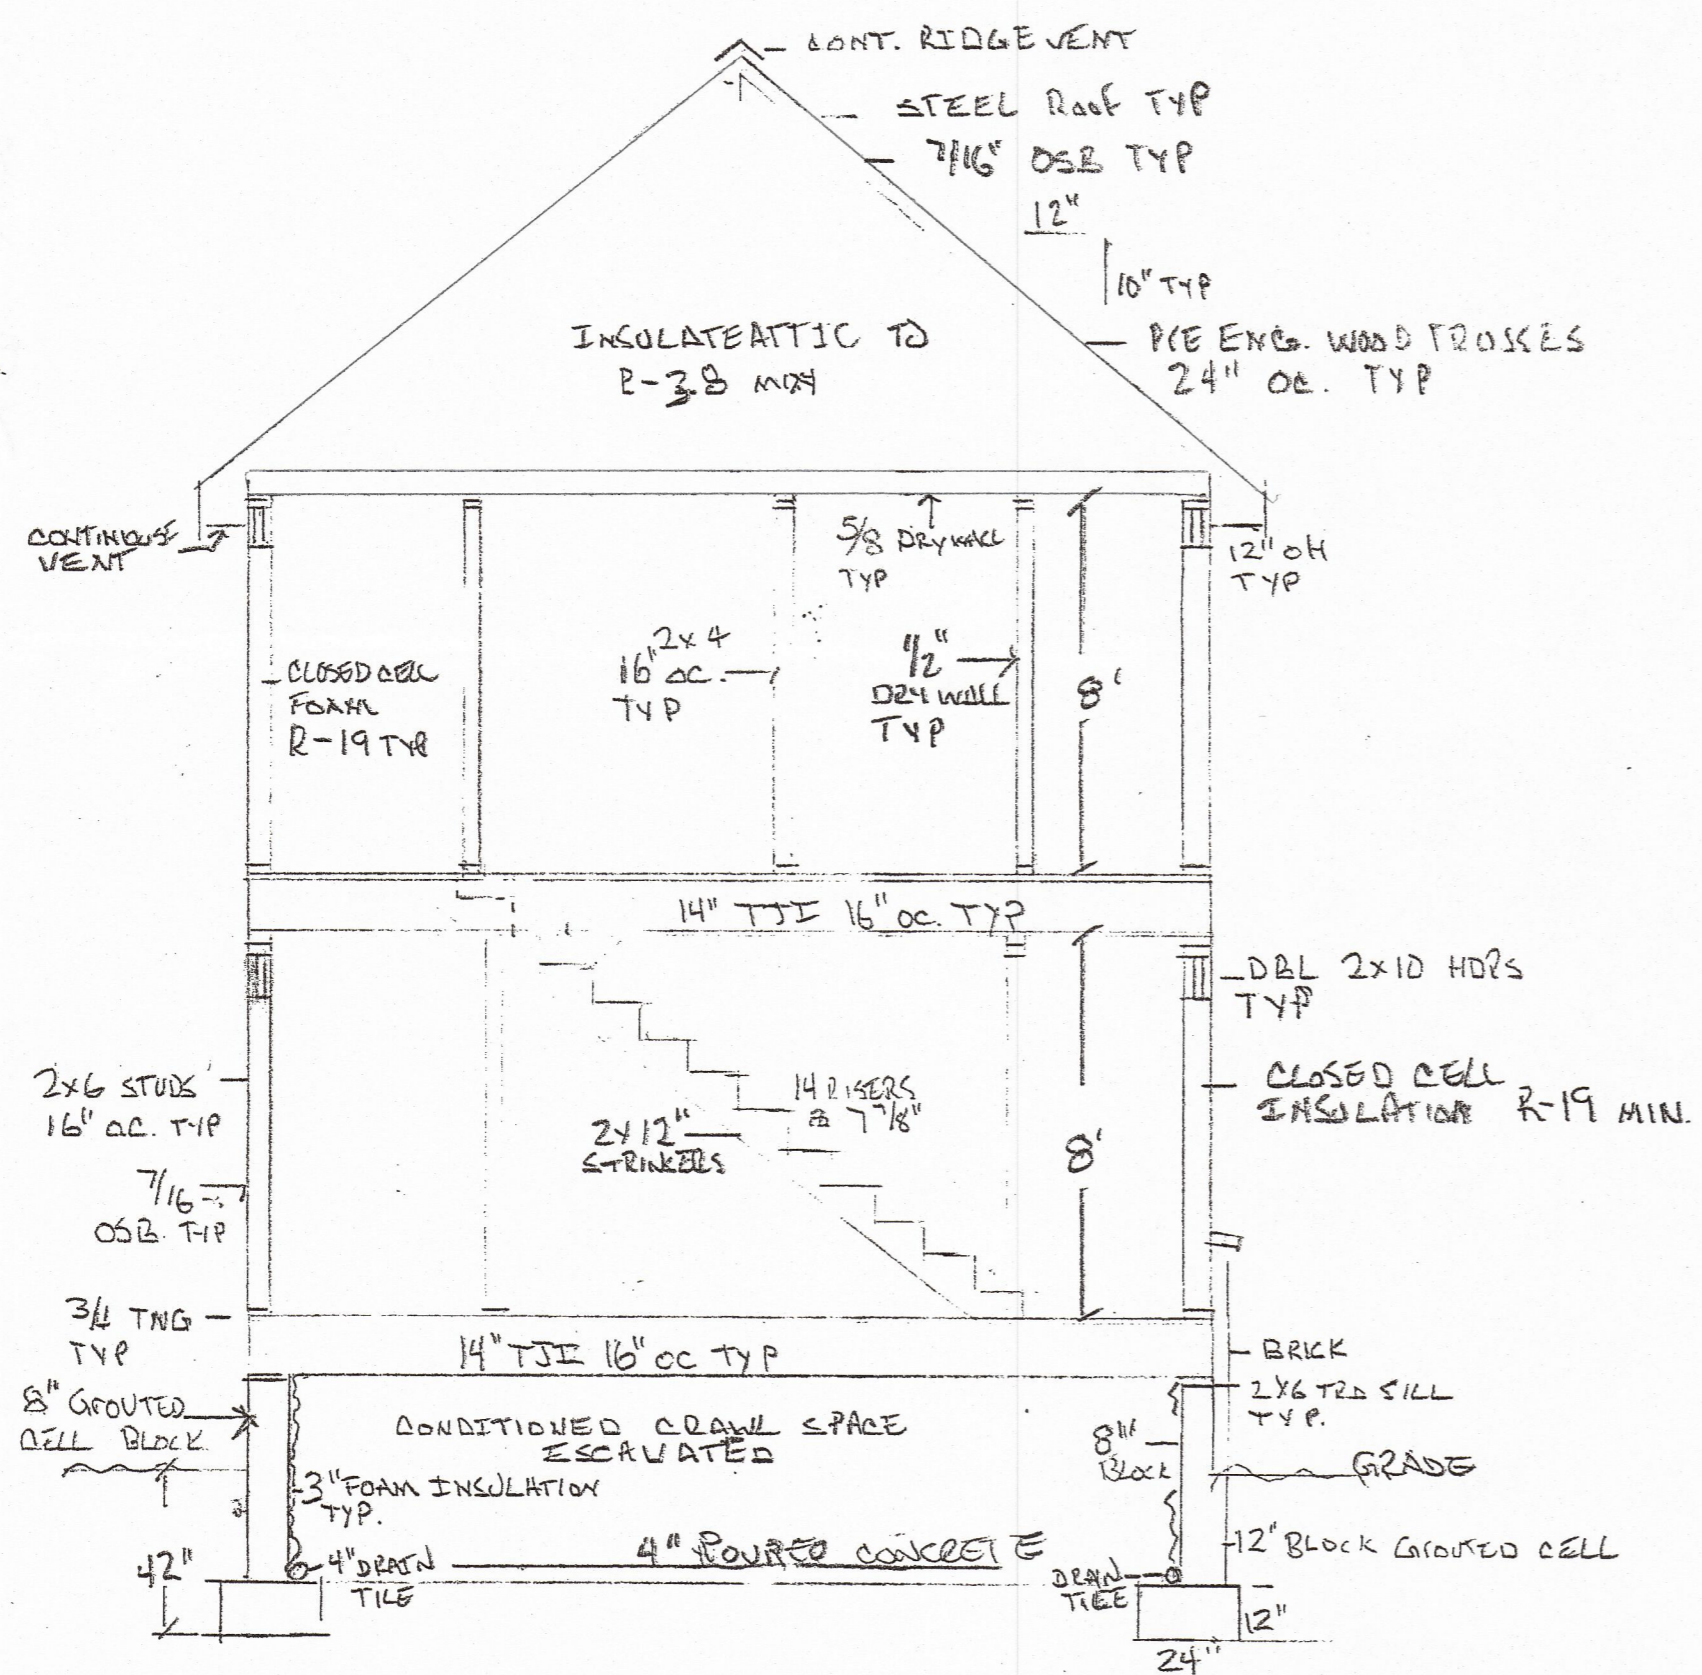 CONT. RIDGE VENT
STEEL Roof TYP
7/16" OSB TYP
12"
10" TYP
INSULATE ATTIC TO
R-38 MIN
PRE ENG. WOOD TRUSSES
24" OC. TYP
CONTINOUSE
VENT
5/8 DRYWALL
TYP
12" OH
TYP
2x4
16" OC.
TYP
1/2"
DRYWALL
TYP
8'
CLOSED CELL
FOAM
R-19 TYP
14" TJI 16" OC. TYP
DBL 2x10 HDRS
TYP
2x6 STUDS
16" O.C. TYP
14 RISERS
@ 7 7/8"
2x12"
STRINKERS
8'
CLOSED CELL
INSULATION R-19 MIN.
7/16
OSB. TYP
3/4 TNG
TYP
14" TJI 16" OC TYP
BRICK
2x6 TRD SILL
TYP.
8" GROUTED
CELL BLOCK
CONDITIONED CRAWL SPACE
ESCAVATED
8"
BLOCK
GRADE
3" FOAM INSULATION
TYP.
42"
4" DRAIN
TILE
4" POURED CONCRETE
12" BLOCK GROUTED CELL
DRAN
TILE
12"
24"